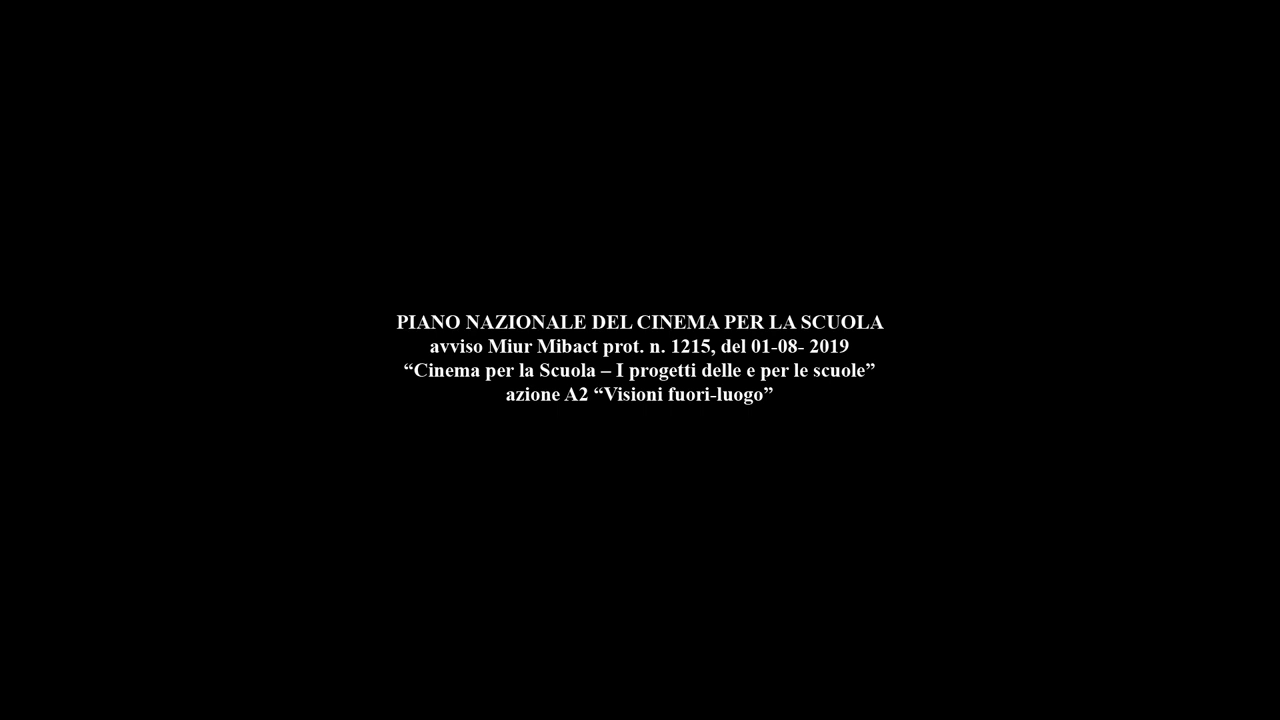 PIANO NAZIONALE DEL CINEMA PER LA SCUOLA
avviso Miur Mibact prot. n. 1215, del 01-08- 2019
“Cinema per la Scuola – I progetti delle e per le scuole”
azione A2 “Visioni fuori-luogo”